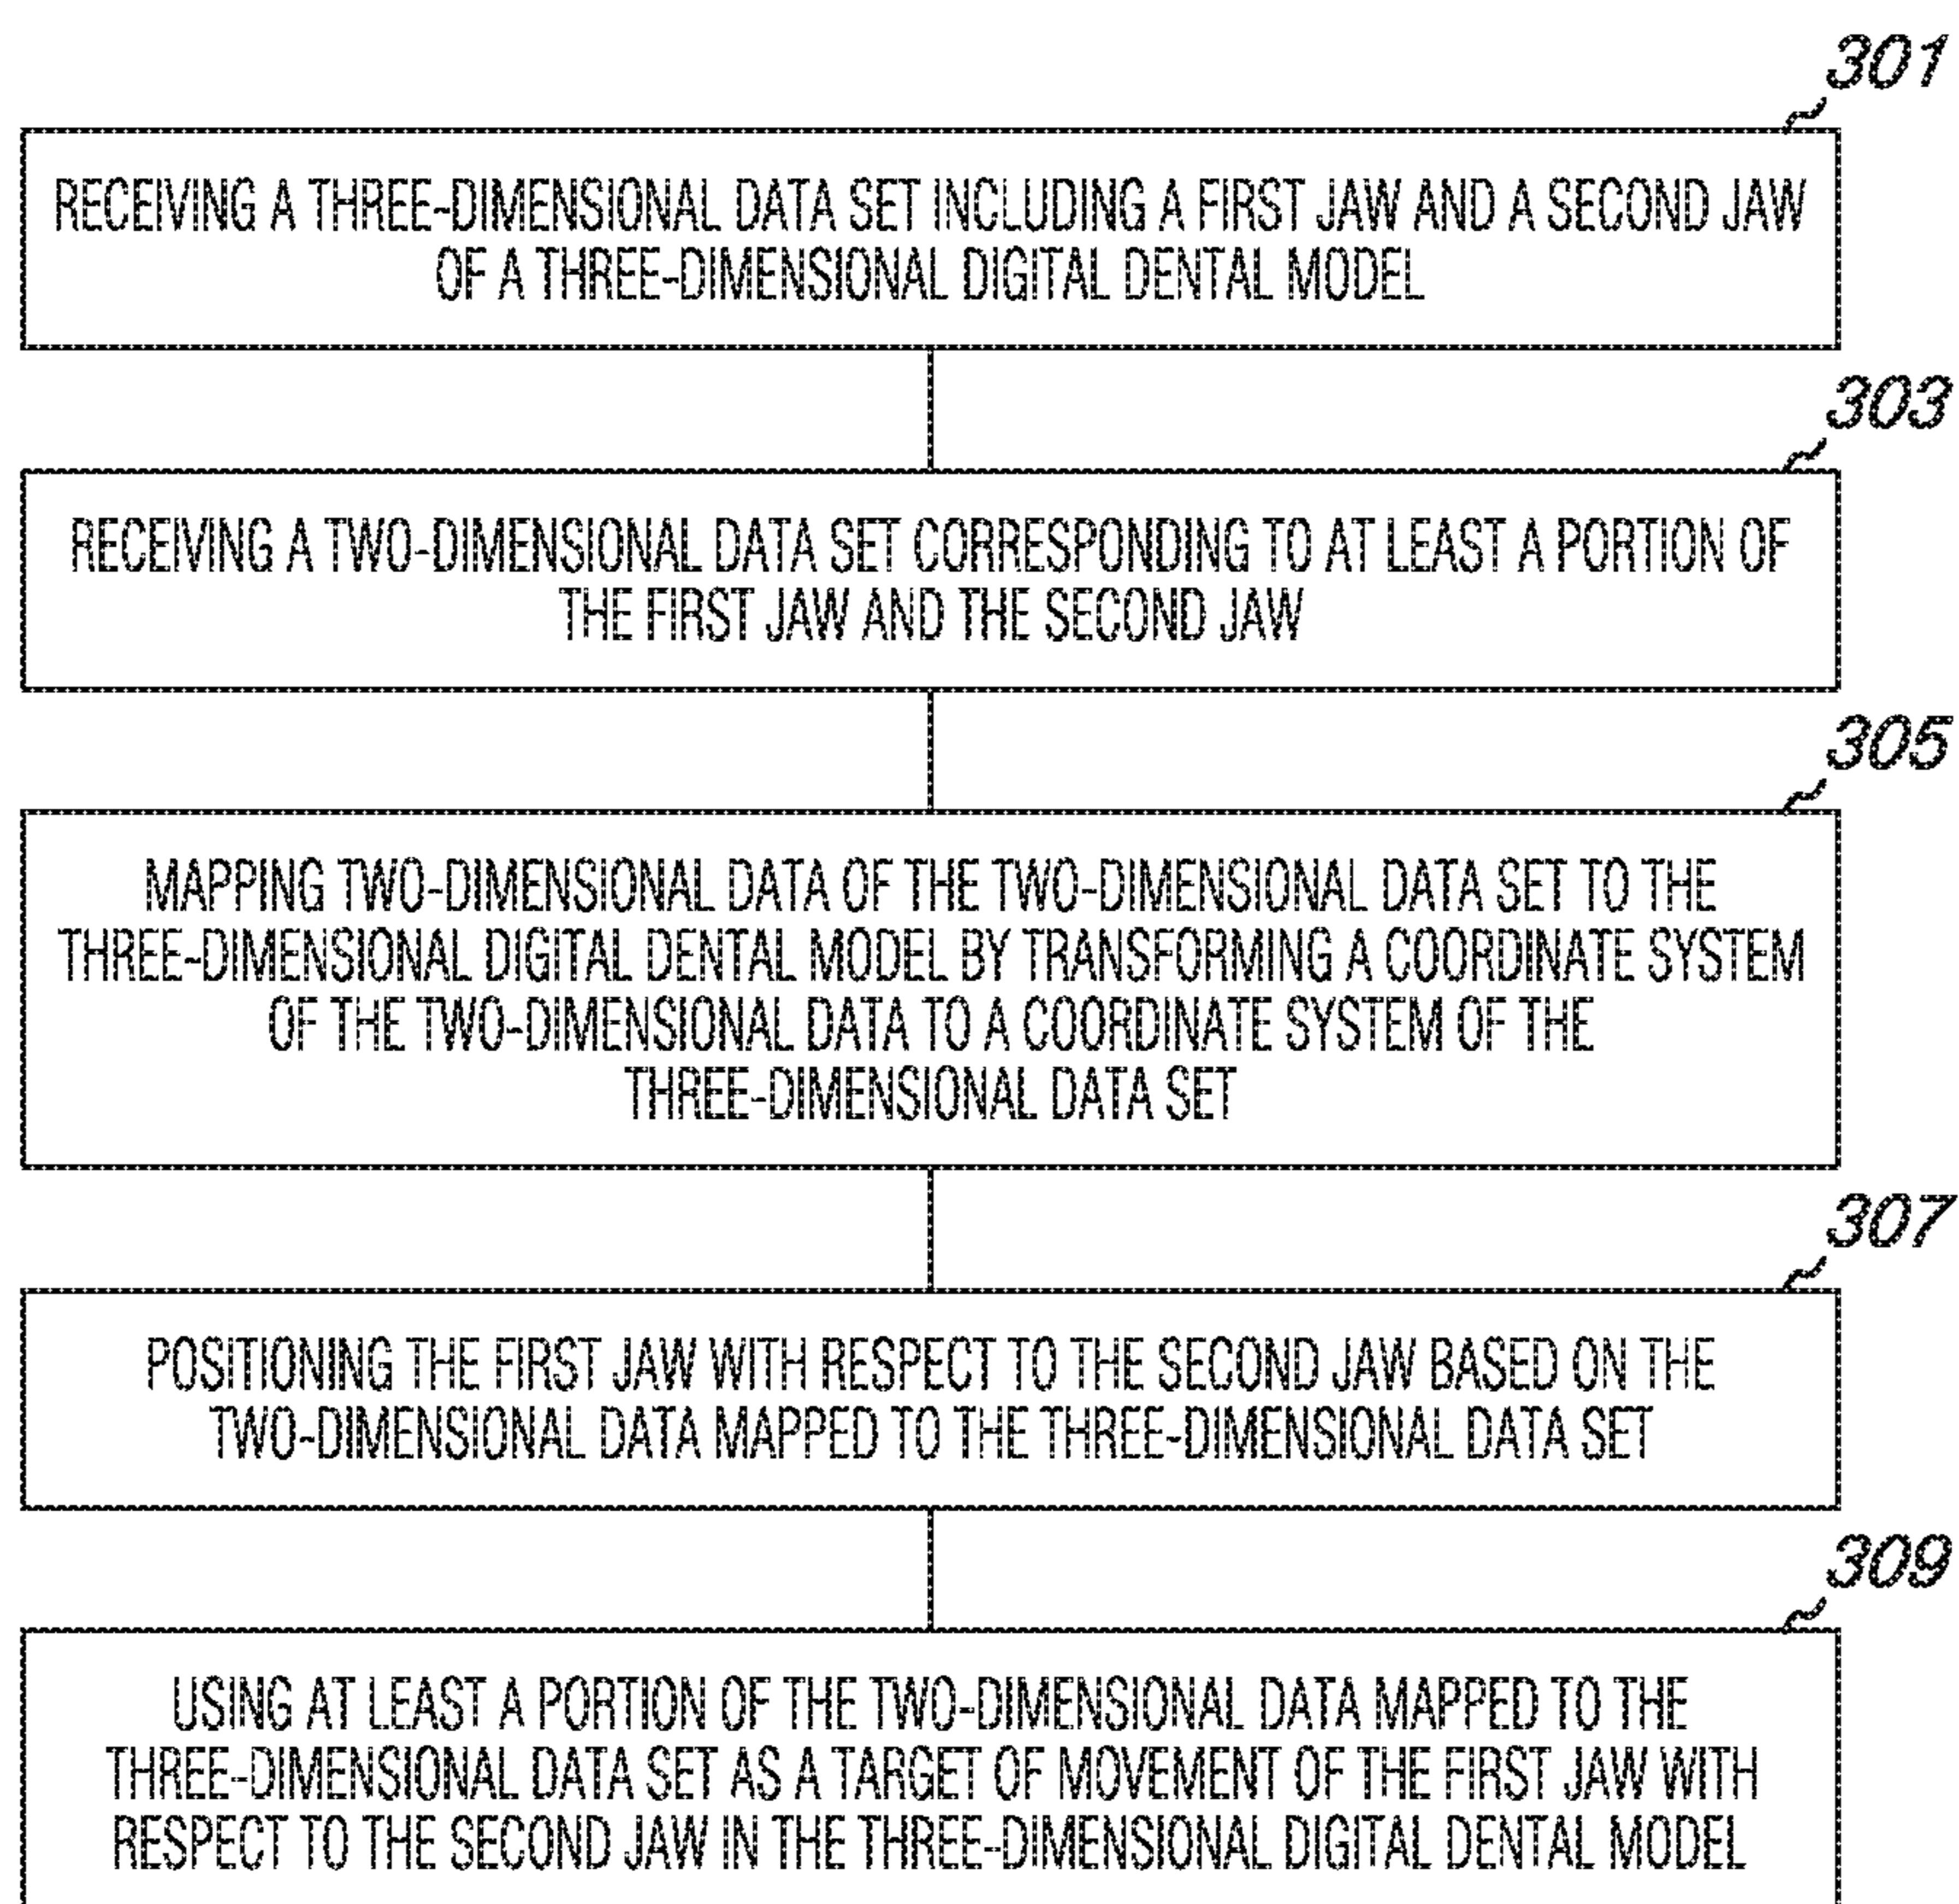 301
RECEIVING A THREE-DIMENSIONAL DATA SET INCLUDING A FIRST JAW AND A SECOND JAW
OF A THREE-DIMENSIONAL DIGITAL DENTAL MODEL
303
RECEIVING A TWO-DIMENSIONAL DATA SET CORRESPONDING TO AT LEAST A PORTION OF
THE FIRST JAW AND THE SECOND JAW
305
MAPPING TWO-DIMENSIONAL DATA OF THE TWO-DIMENSIONAL DATA SET TO THE
THREE-DIMENSIONAL DIGITAL DENTAL MODEL BY TRANSFORMING A COORDINATE SYSTEM
OF THE TWO-DIMENSIONAL DATA TO A COORDINATE SYSTEM OF THE
THREE-DIMENSIONAL DATA SET
307
POSITIONING THE FIRST JAW WITH RESPECT TO THE SECOND JAW BASED ON THE
TWO-DIMENSIONAL DATA MAPPED TO THE THREE-DIMENSIONAL DATA SET
309
USING AT LEAST A PORTION OF THE TWO-DIMENSIONAL DATA MAPPED TO THE
THREE-DIMENSIONAL DATA SET AS A TARGET OF MOVEMENT OF THE FIRST JAW WITH
RESPECT TO THE SECOND JAW IN THE THREE-DIMENSIONAL DIGITAL DENTAL MODEL